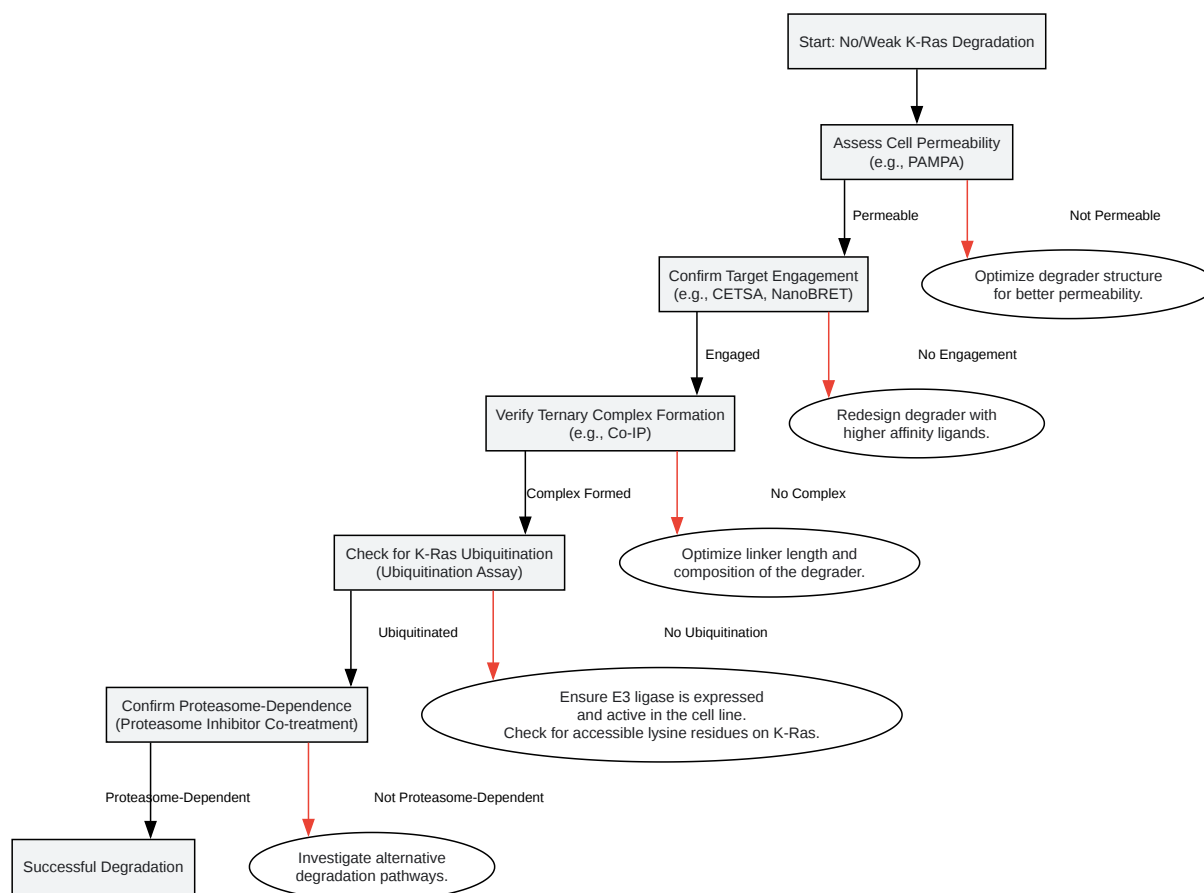 Start: No/Weak K-Ras Degradation
Assess Cell Permeability
(e.g., PAMPA)
Permeable
Not Permeable
Confirm Target Engagement
(e.g., CETSA, NanoBRET)
Optimize degrader structure
for better permeability.
Engaged
No Engagement
Verify Ternary Complex Formation
(e.g., Co-IP)
Redesign degrader with
higher affinity ligands.
Complex Formed
No Complex
Check for K-Ras Ubiquitination
(Ubiquitination Assay)
Optimize linker length and
composition of the degrader.
Ubiquitinated
No Ubiquitination
Confirm Proteasome-Dependence
(Proteasome Inhibitor Co-treatment)
Ensure E3 ligase is expressed
and active in the cell line.
Check for accessible lysine residues on K-Ras.
Proteasome-Dependent
Not Proteasome-Dependent
Successful Degradation
Investigate alternative
degradation pathways.